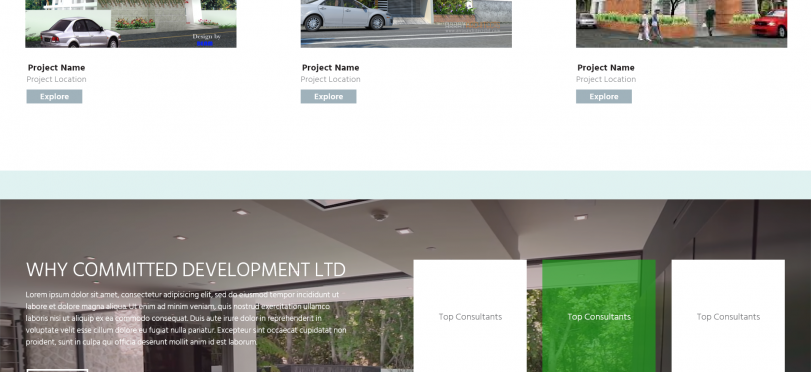 Design by
Project Name
Project Location
Explore
Project Name
Project Location
Explore
Project Name
Project Location
Explore
WHY COMMITTED DEVELOPMENT LTD
Lorem ipsum dolor sit amet, consectetur adipisicing elit, sed do eiusmod tempor incididunt ut
labore et dolore magna aliqua. Ut enim ad minim veniam, quis nostrud exercitation ullamco
laboris nisi ut aliquip ex ea commodo consequat. Duis aute irure dolor in reprehenderit in
voluptate velit esse cillum dolore eu fugiat nulla pariatur. Excepteur sint occaecat cupidatat non
proident, sunt in culpa qui officia deserunt mollit anim id est laborum.
Top Consultants
Top Consultants
Top Consultants